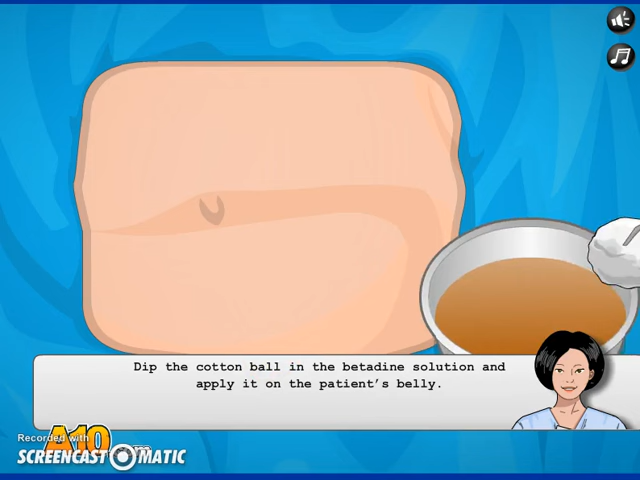 Dip the cotton ball in the betadine solution and
apply it on the patient's belly.
Recorded with
A10
SCREENCAST MATIC